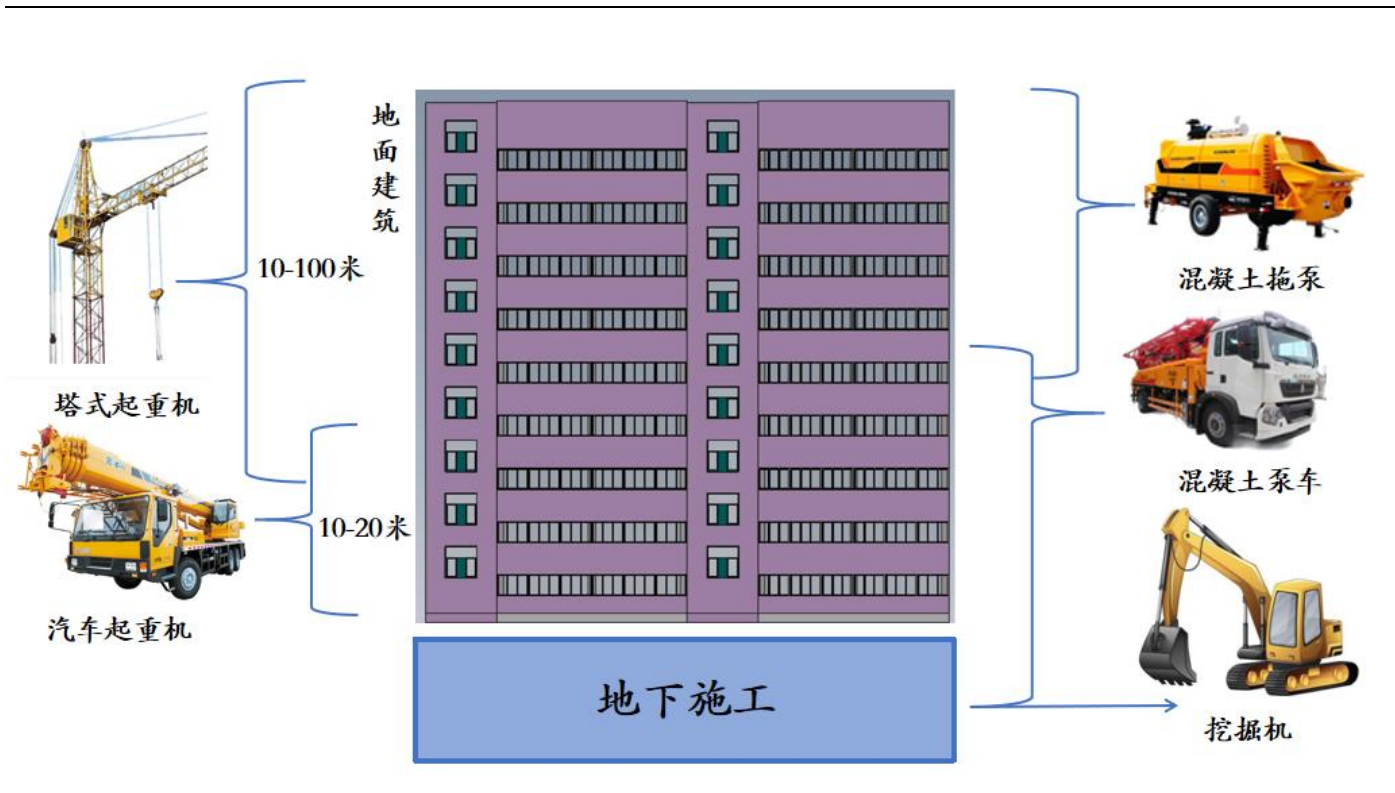 地面建筑
10-100米
塔式起重机
10-20米
汽车起重机
混凝土拖泵
混凝土泵车
挖掘机
地下施工